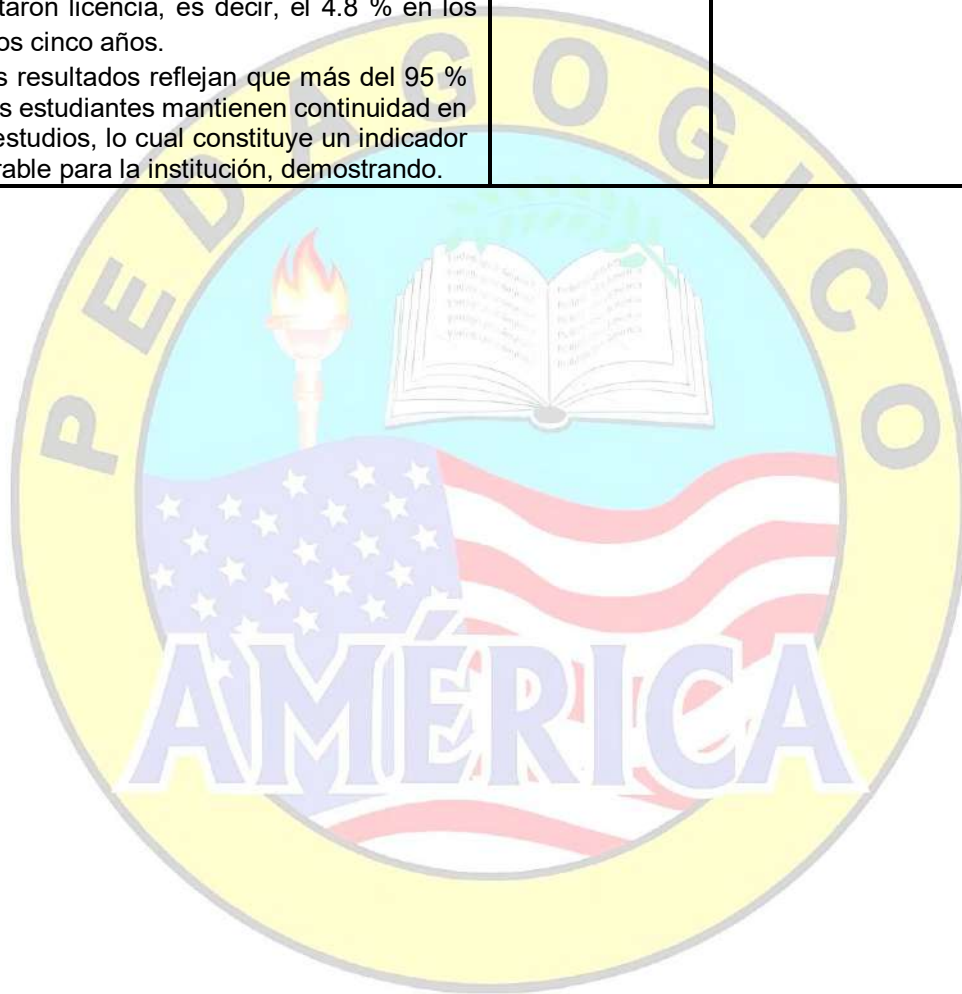 taron licencia, es decir, el 4.8 % en los
os cinco años.
s resultados reflejan que más del 95 %
s estudiantes mantienen continuidad en
estudios, lo cual constituye un indicador
rable para la institución, demostrando.
PEDAGOGICO
AMÉRICA